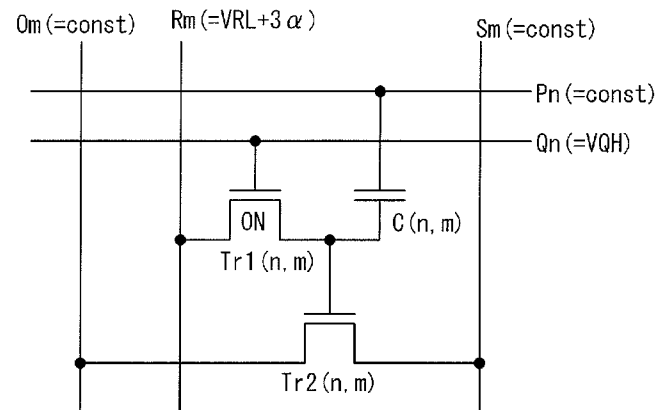 Om(=const)
Rm(=VRL+3α)
Sm(=const)
Pn(=const)
Qn(=VQH)
ON
C(n,m)
Tr1(n,m)
Tr2(n,m)